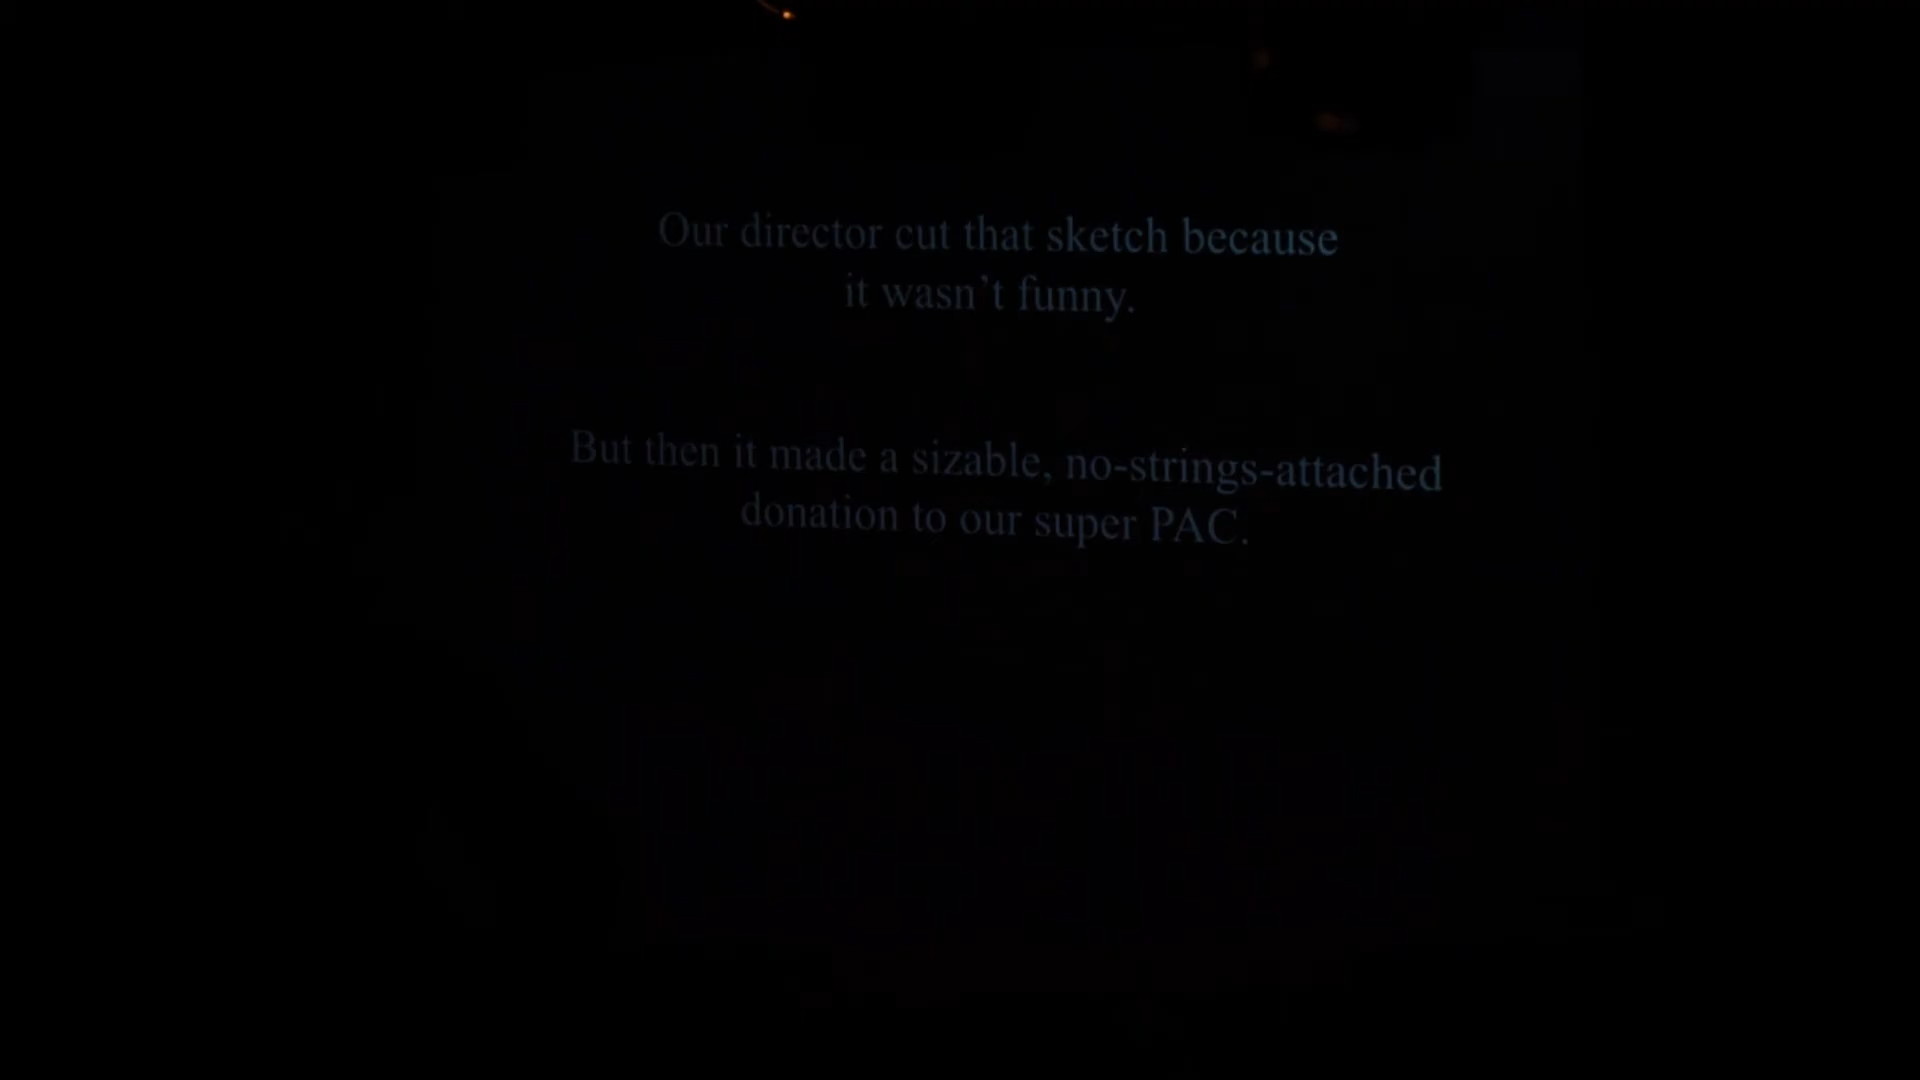 Our director cut that sketch because
it wasn’t funny.
But then it made a sizable, no-strings-attached
donation to our super PAC.